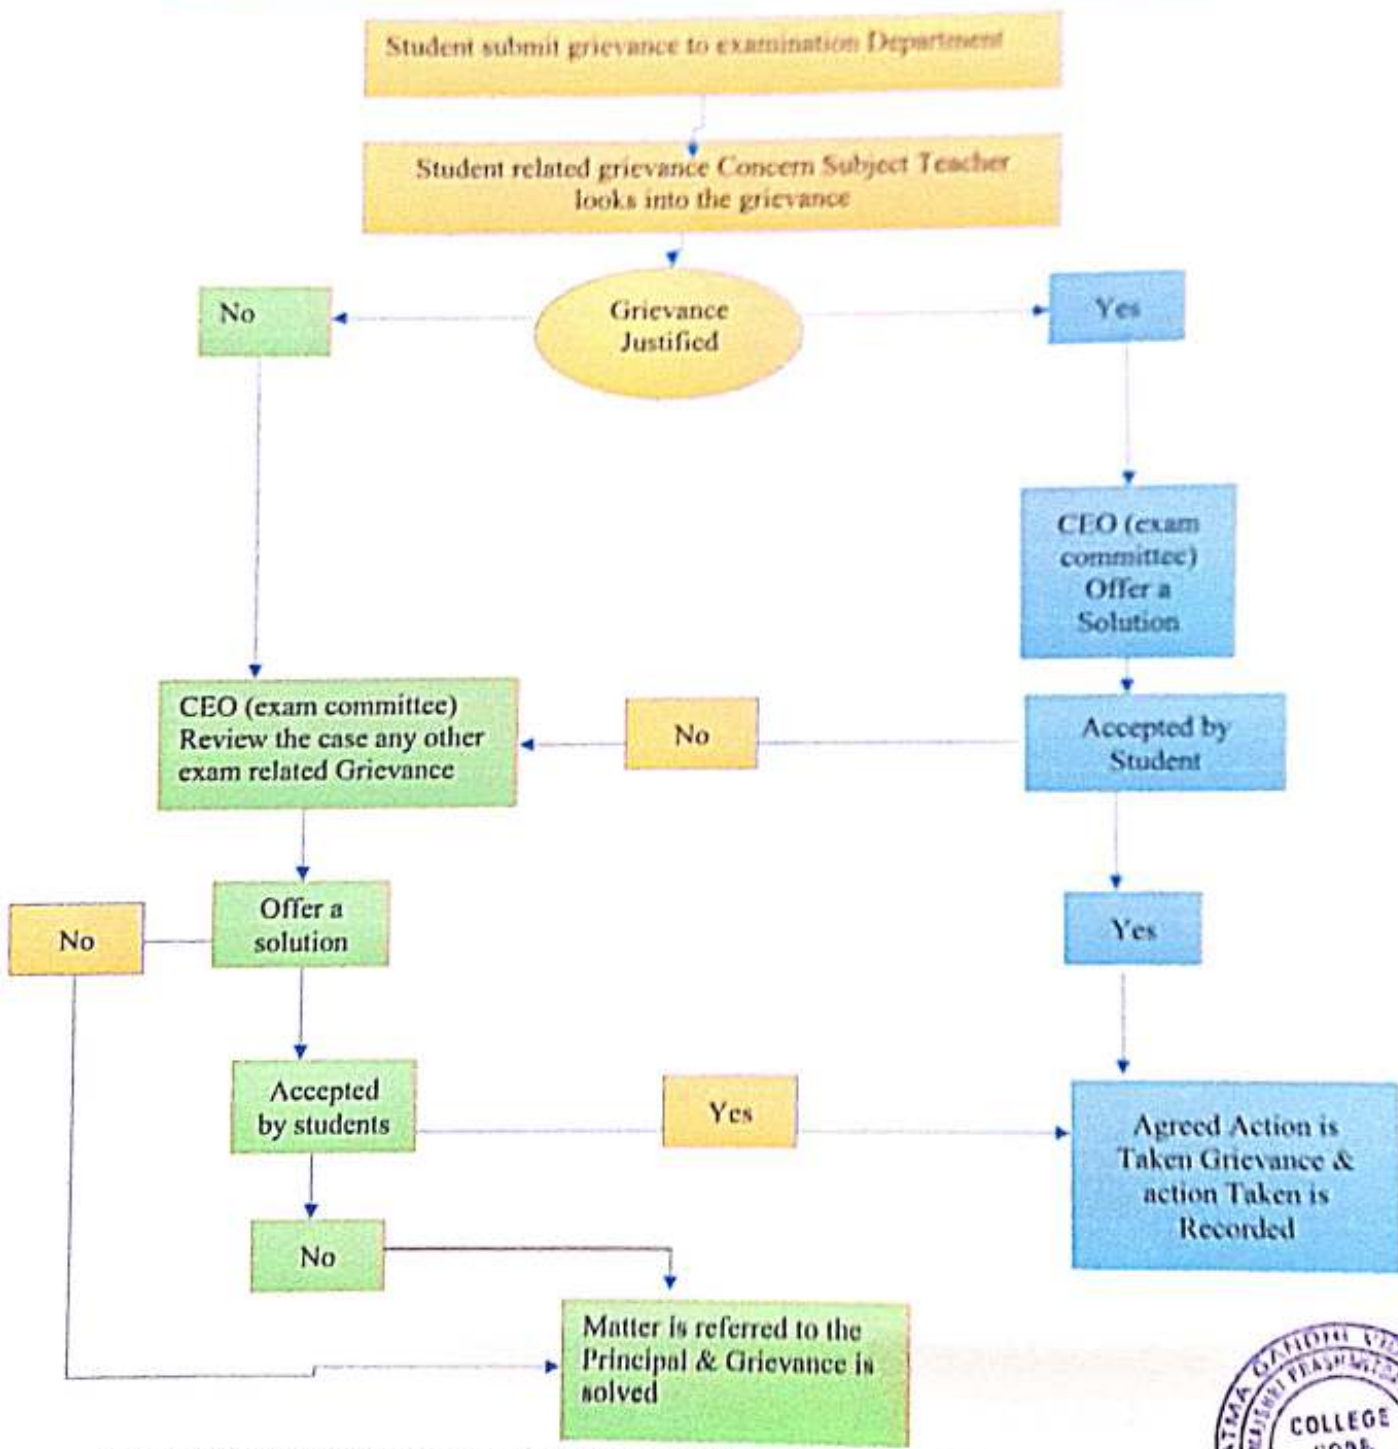 Student submit grievance to examination Department
Student related grievance Concern Subject Teacher
looks into the grievance
Grievance
Justified
No
Yes
CEO (exam
committee)
Offer a
Solution
CEO (exam committee)
Review the case any other
exam related Grievance
No
Accepted by
Student
Offer a
solution
No
Yes
Accepted
by students
Yes
Agreed Action is
Taken Grievance &
action Taken is
Recorded
No
Matter is referred to the
Principal & Grievance is
solved
GANDHI
COLLEGE